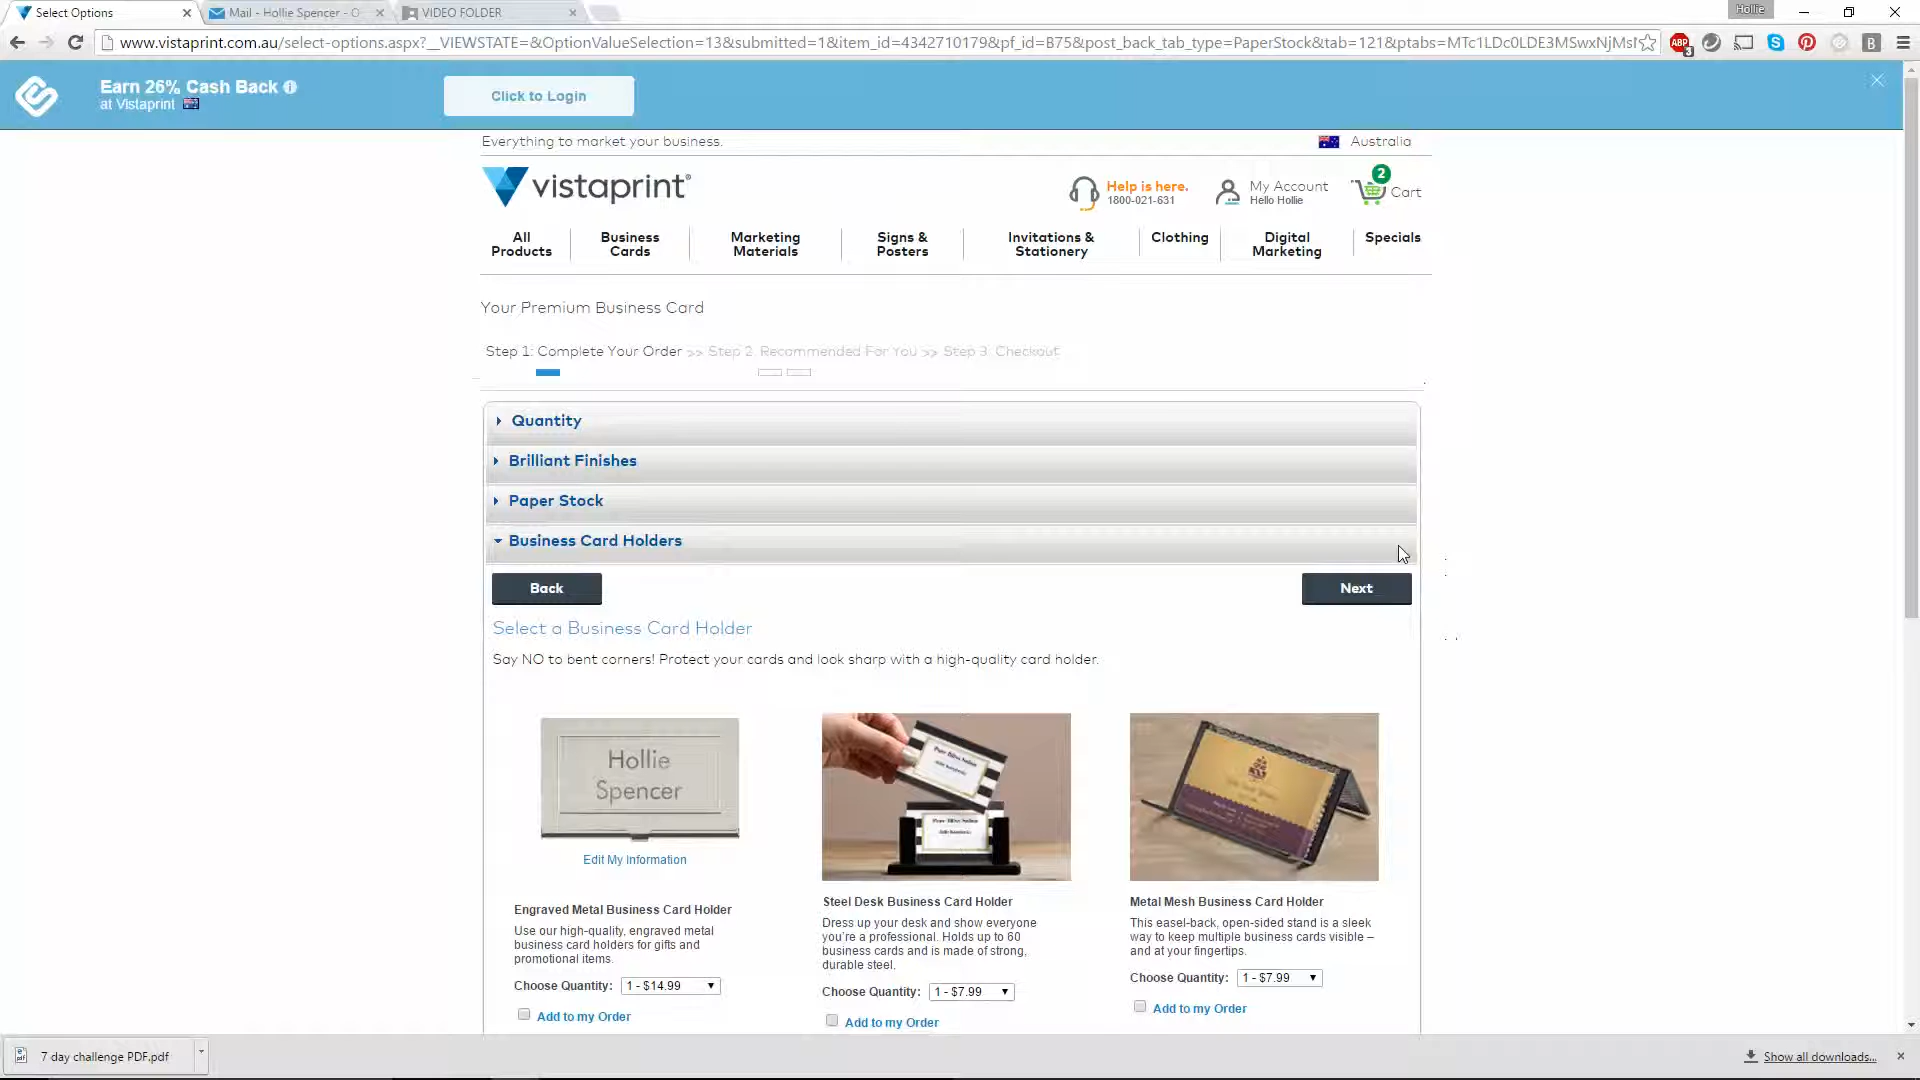 Select Options
Mail - Hollie Spencer - O
VIDEO FOLDER
Hollie
www.vistaprint.com.au/select-options.aspx?__VIEWSTATE=&OptionValueSelection=13&submitted=1&item_id=4342710179&pf_id=B75&post_back_tab_type=PaperStock&tab=121&ptabs=MTc1LDc0LDE3MSwxNjMs
ABP
3
Earn 26% Cash Back
at Vistaprint
Click to Login
Everything to market your business.
Australia
vistaprint®
Help is here.
1800-021-631
My Account
Hello Hollie
2
Cart
All Products
Business Cards
Marketing Materials
Signs & Posters
Invitations & Stationery
Clothing
Digital Marketing
Specials
Your Premium Business Card
Step 1: Complete Your Order >> Step 2: Recommended For You >> Step 3: Checkout
Quantity
Brilliant Finishes
Paper Stock
Business Card Holders
Back
Next
Select a Business Card Holder
Say NO to bent corners! Protect your cards and look sharp with a high-quality card holder.
Hollie
Spencer
Edit My Information
Engraved Metal Business Card Holder
Use our high-quality, engraved metal
business card holders for gifts and
promotional items.
Choose Quantity: 1 - $14.99
Add to my Order
Steel Desk Business Card Holder
Dress up your desk and show everyone
you're a professional. Holds up to 60
business cards and is made of strong,
durable steel.
Choose Quantity: 1 - $7.99
Add to my Order
Metal Mesh Business Card Holder
This easel-back, open-sided stand is a sleek
way to keep multiple business cards visible –
and at your fingertips.
Choose Quantity: 1 - $7.99
Add to my Order
7 day challenge PDF.pdf
Show all downloads...